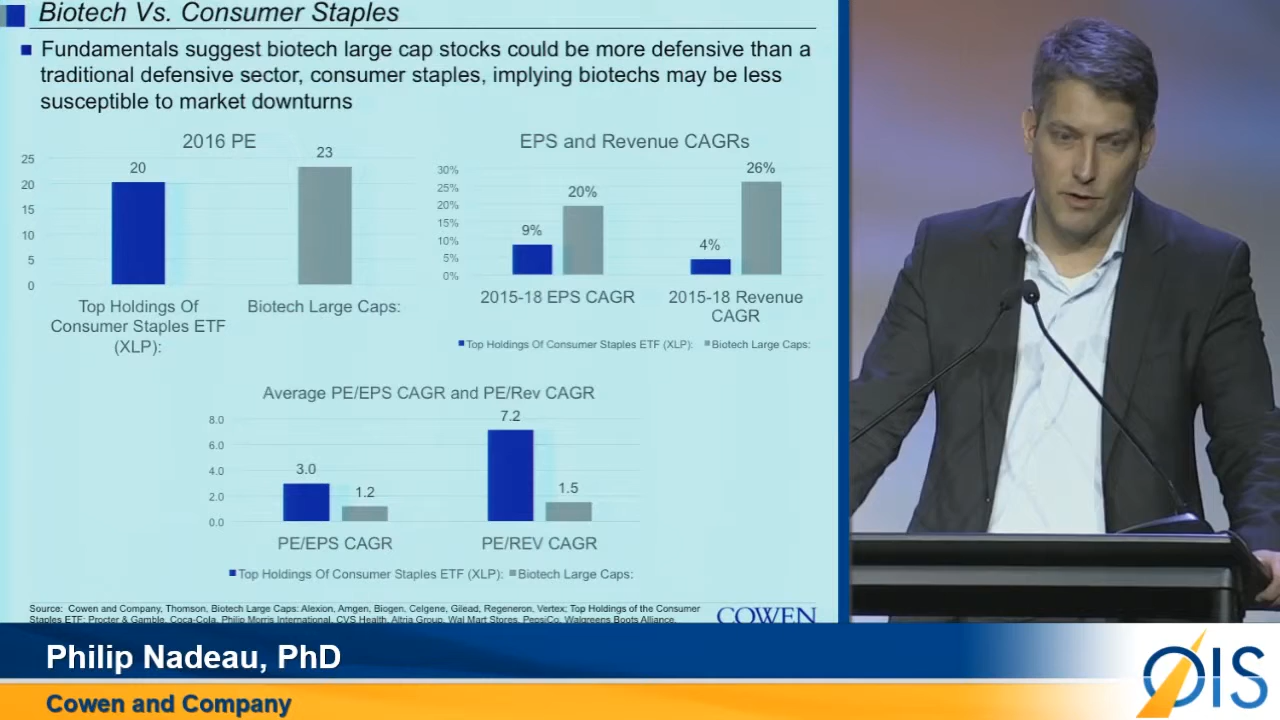 Biotech Vs. Consumer Staples
Fundamentals suggest biotech large cap stocks could be more defensive than a
traditional defensive sector, consumer staples, implying biotechs may be less
susceptible to market downturns
2016 PE
25
20
15
10
5
0
20
23
Top Holdings Of
Consumer Staples ETF
(XLP):
Biotech Large Caps:
EPS and Revenue CAGRs
30%
25%
20%
15%
10%
5%
0%
9%
20%
4%
26%
2015-18 EPS CAGR
2015-18 Revenue
CAGR
Top Holdings Of Consumer Staples ETF (XLP):
Biotech Large Caps:
Average PE/EPS CAGR and PE/Rev CAGR
8.0
6.0
4.0
2.0
0.0
3.0
1.2
7.2
1.5
PE/EPS CAGR
PE/REV CAGR
Top Holdings Of Consumer Staples ETF (XLP):
Biotech Large Caps:
Source: Cowen and Company, Thomson, Biotech Large Caps: Alexion, Amgen, Biogen, Celgene, Gilead, Regeneron, Vertex; Top Holdings of the Consumer
Staples ETF: Procter & Gamble, Coca-Cola, Philip Morris International, CVS Health, Altria Group, Wal Mart Stores, PepsiCo, Walgreens Boots Alliance,
COWEN
Philip Nadeau, PhD
Cowen and Company
OIS